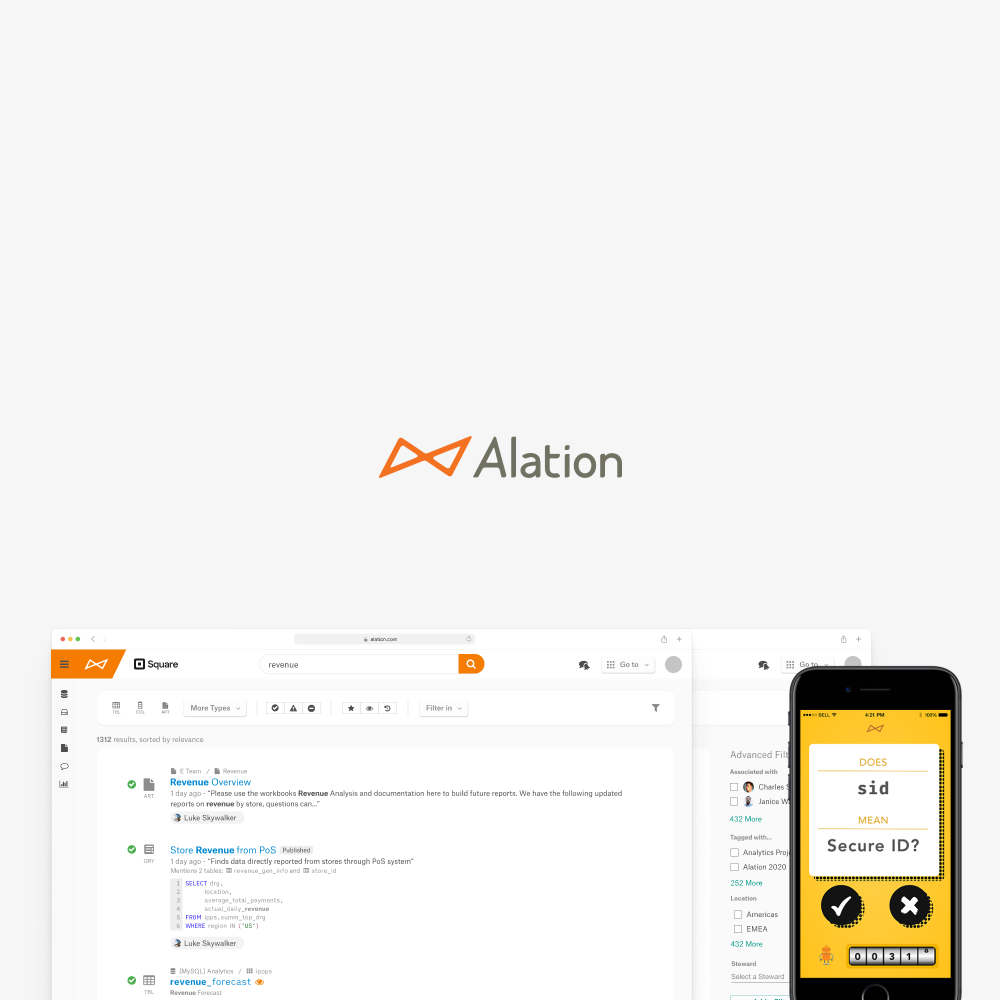 Alation
alation.com
Square
revenue
Go to
Go to
TBL
COL
ART
More Types
Filter in
1312 results, sorted by relevance
E Team / Revenue
Revenue Overview
ART
1 day ago - "Please use the workbooks Revenue Analysis and documentation here to build future reports. We have the following updated
reports on revenue by store, questions can..."
Luke Skywalker
Store Revenue from PoS Published
QRY
1 day ago - "Finds data directly reported from stores through PoS system"
Mentions 2 tables: revenue_gen_info and store_id
1 SELECT drg,
2 location,
3 average_total_payments,
4 actual_daily_revenue
5 FROM ipps.summ_top_drg
6 WHERE region IN ("US")
Luke Skywalker
[MySQL] Analytics / ippps
revenue_forecast
TBL
Revenue Forecast
Advanced Filt
Associated with
Charles S
Janice W
432 More
Tagged with...
Analytics Proj
Alation 2020
252 More
Location
Americas
EMEA
432 More
Steward
Select a Steward
BELL 4:21 PM 100%
DOES
sid
MEAN
Secure ID?
0 0 3 1 8